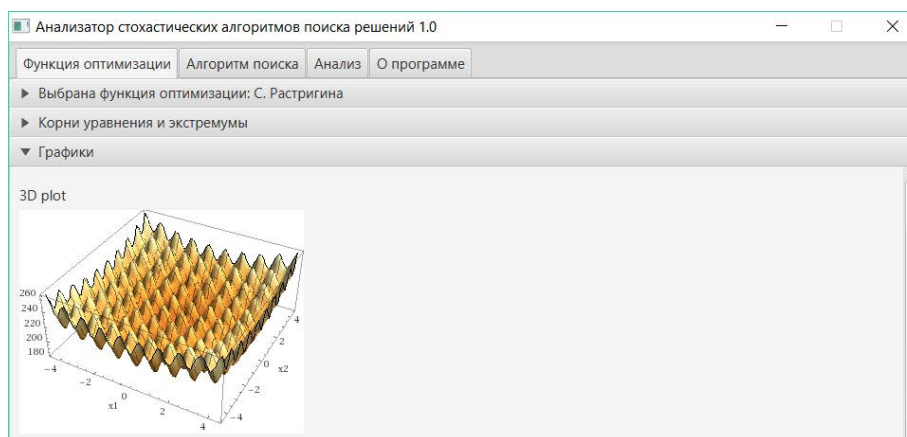 Анализатор стохастических алгоритмов поиска решений 1.0
Функция оптимизации Алгоритм поиска Анализ О программе
Выбрана функция оптимизации: С. Растригина
Корни уравнения и экстремумы
Графики
3D plot
260
240
220
200
180
-4
-2
0
2
4
x1
4
2
0
-2
-4
x2